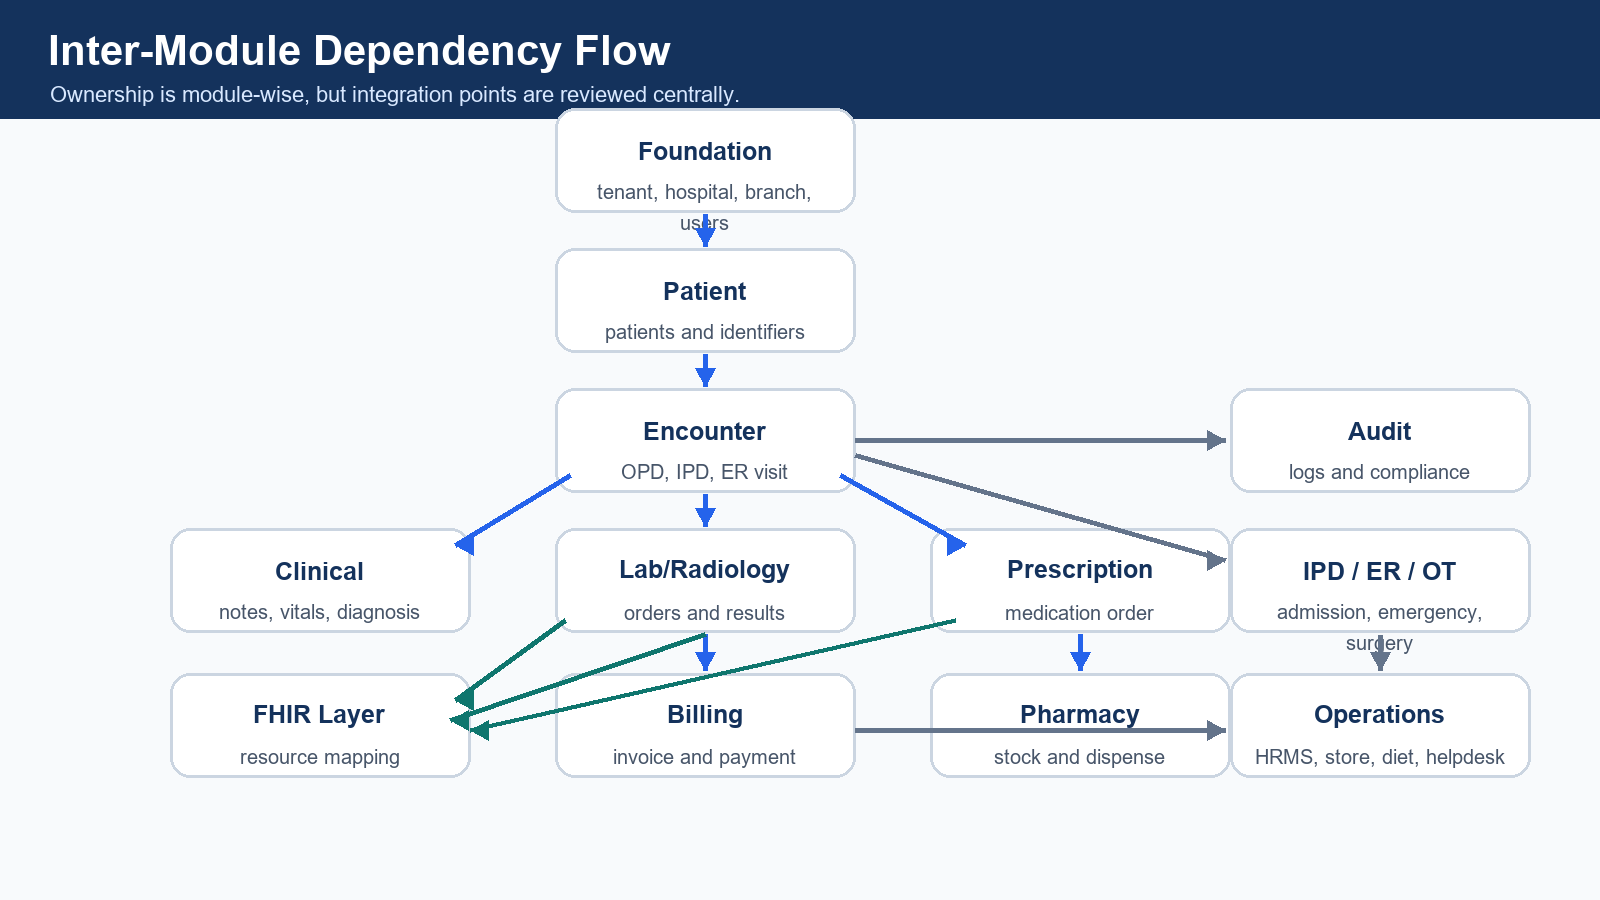 Inter-Module Dependency Flow
Ownership is module-wise, but integration points are reviewed centrally.
Foundation
tenant, hospital, branch,
users
Patient
patients and identifiers
Encounter
OPD, IPD, ER visit
Audit
logs and compliance
Clinical
notes, vitals, diagnosis
Lab/Radiology
orders and results
Prescription
medication order
IPD / ER / OT
admission, emergency,
surgery
FHIR Layer
resource mapping
Billing
invoice and payment
Pharmacy
stock and dispense
Operations
HRMS, store, diet, helpdesk